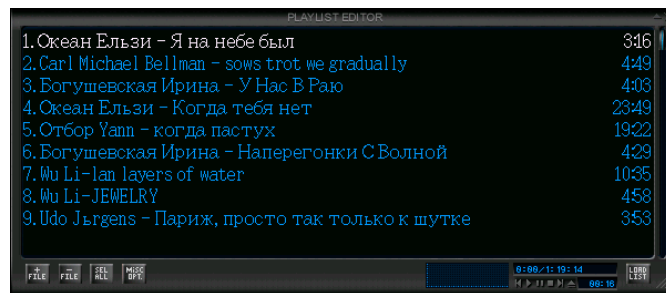 PLAYLIST EDITOR
1. Океан Ельзи - Я на небе был 3:16
2. Carl Michael Bellman - sows trot we gradually 4:49
3. Богушевская Ирина - У Нас В Раю 4:03
4. Океан Ельзи - Когда тебя нет 23:49
5. Отбор Yann - когда пастух 19:22
6. Богушевская Ирина - Наперегонки С Волной 4:29
7. Wu Li-lan layers of water 10:35
8. Wu Li-JEWELRY 4:58
9. Udo Jьrgens - Париж, просто так только к шутке 3:53
+ FILE - FILE SEL ALL MISC OPT. 0:00/1:19:14 LOAD LIST
00:16